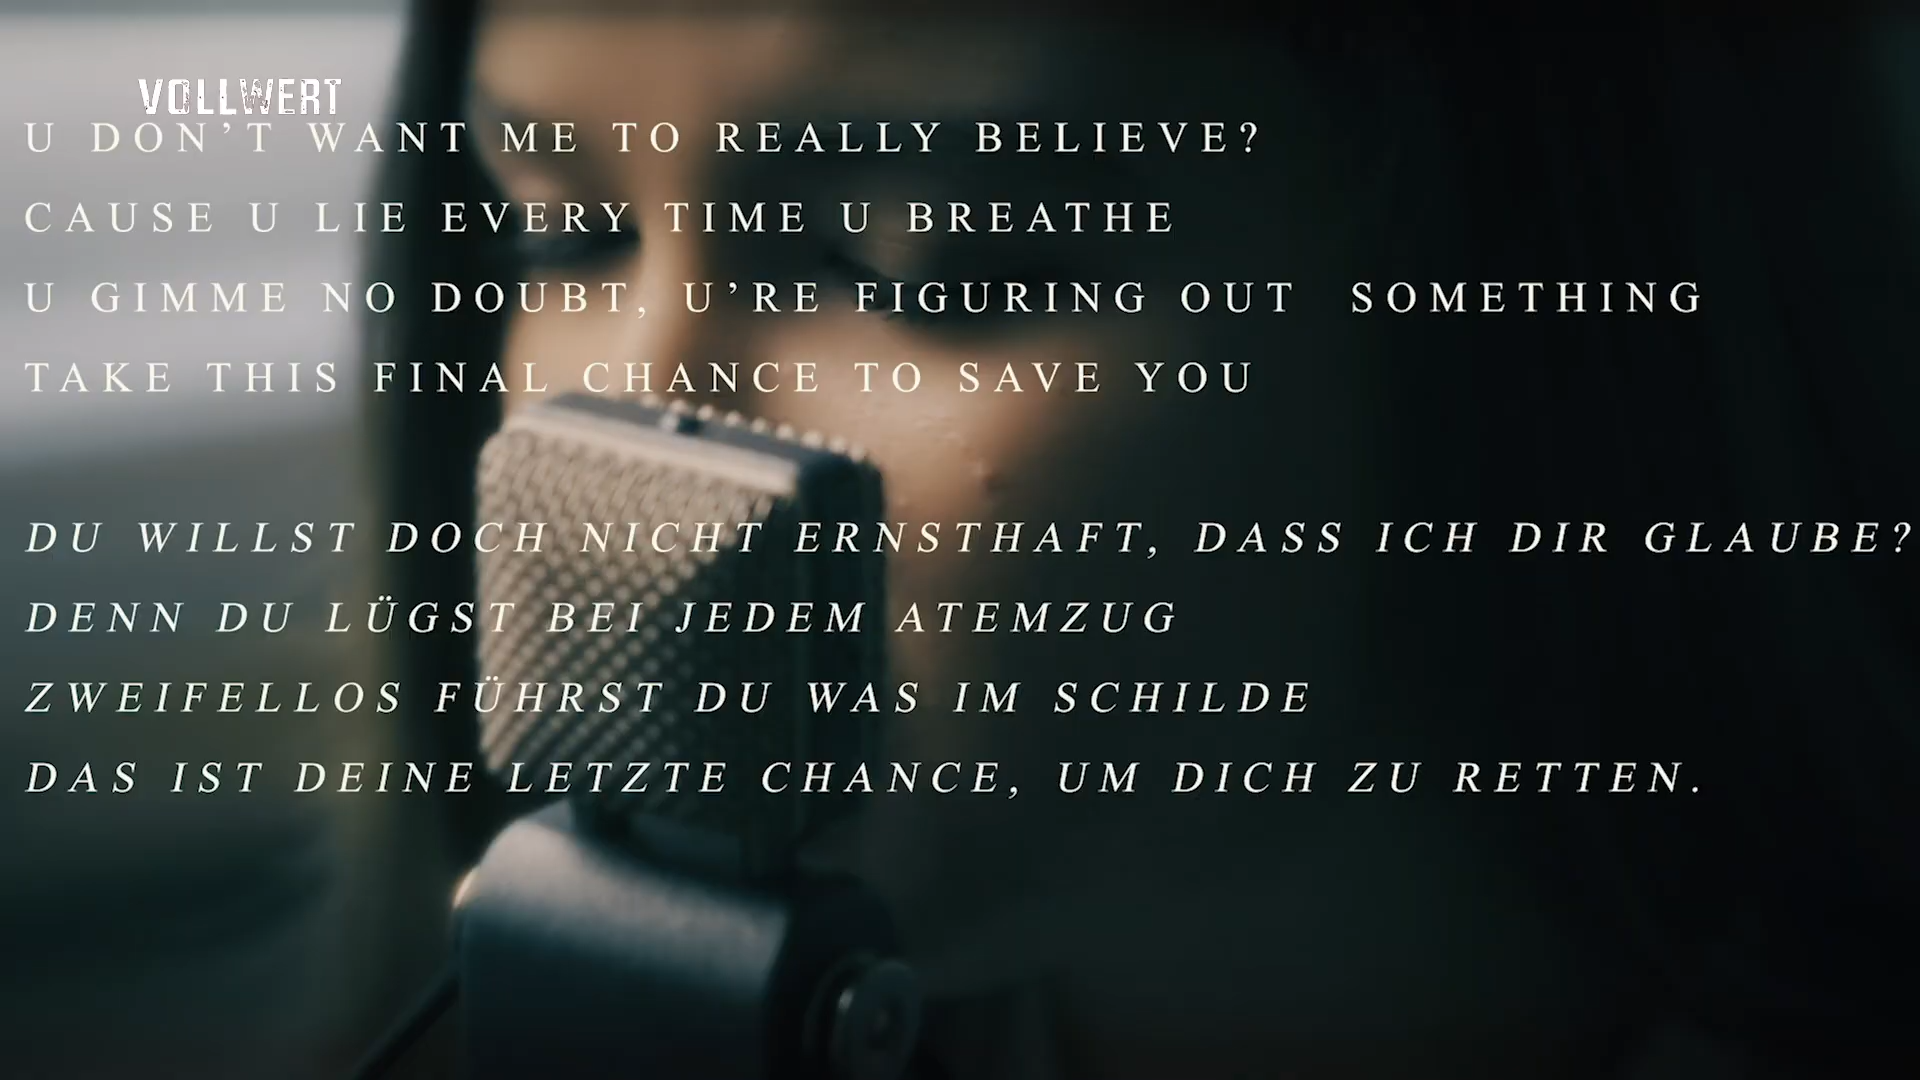 VOLLWERT
U DON’T WANT ME TO REALLY BELIEVE?
CAUSE U LIE EVERY TIME U BREATHE
U GIMME NO DOUBT, U’RE FIGURING OUT  SOMETHING
TAKE THIS FINAL CHANCE TO SAVE YOU
DU WILLST DOCH NICHT ERNSTHAFT, DASS ICH DIR GLAUBE?
DENN DU LÜGST BEI JEDEM ATEMZUG
ZWEIFELLOS FÜHRST DU WAS IM SCHILDE
DAS IST DEINE LETZTE CHANCE, UM DICH ZU RETTEN.